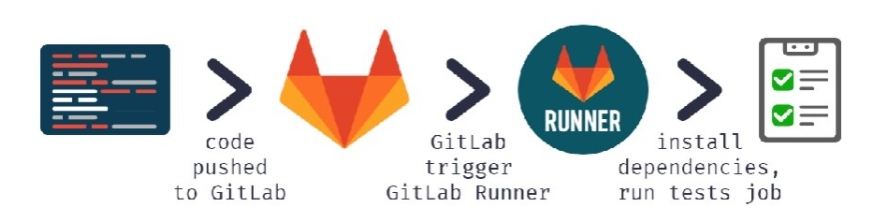 RUNNER
code
pushed
to GitLab
GitLab
trigger
GitLab Runner
install
dependencies,
run tests job